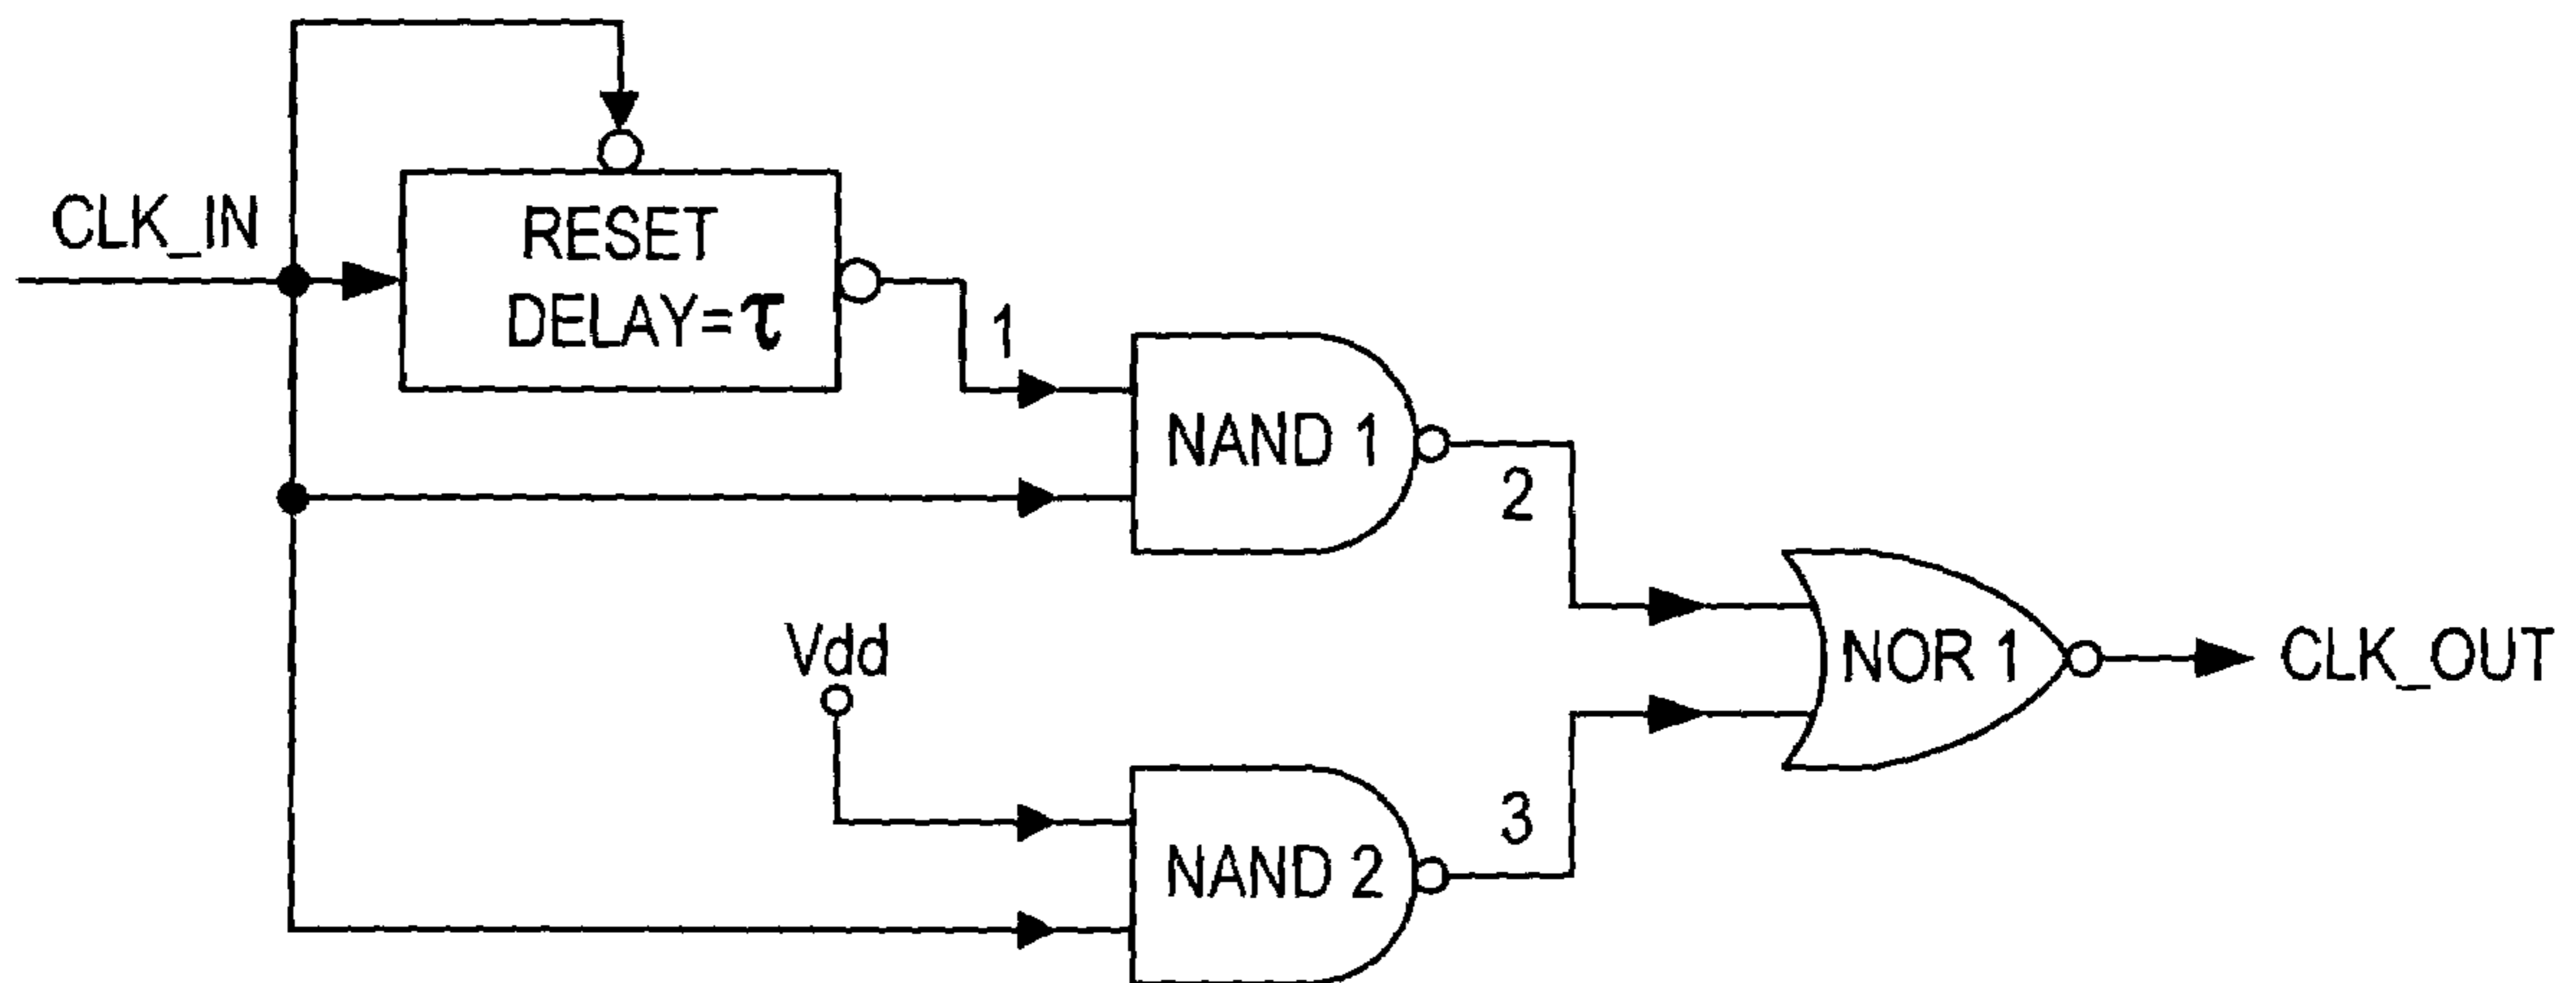 CLK_IN
RESET
DELAY=τ
1
NAND 1
2
Vdd
NOR 1
CLK_OUT
3
NAND 2